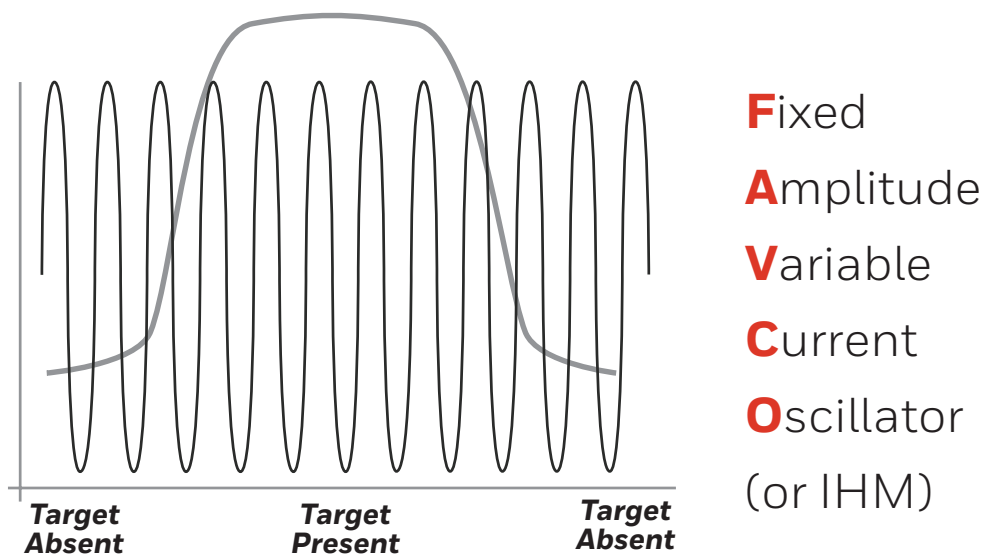 Fixed
Amplitude
Variable
Current
Oscillator
(or IHM)
Target
Absent
Target
Present
Target
Absent